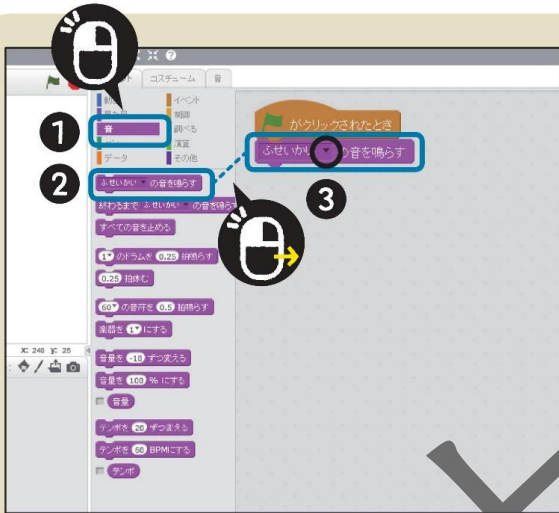 コスチューム 音
イベント
制御
音 調べる
演算
データ その他
1
2
3
がクリックされたとき
ふせいかい の音を鳴らす
ふせいかい の音を鳴らす
終わるまで ふせいかい の音を鳴らす
すべての音を止める
1 のドラムを 0.25 拍鳴らす
0.25 拍休む
60 の音符を 0.5 拍鳴らす
楽器を 1 にする
音量を -10 ずつ変える
音量を 100 % にする
音量
テンポを 20 ずつ変える
テンポを 60 BPMにする
テンポ
X: 240 y: 25